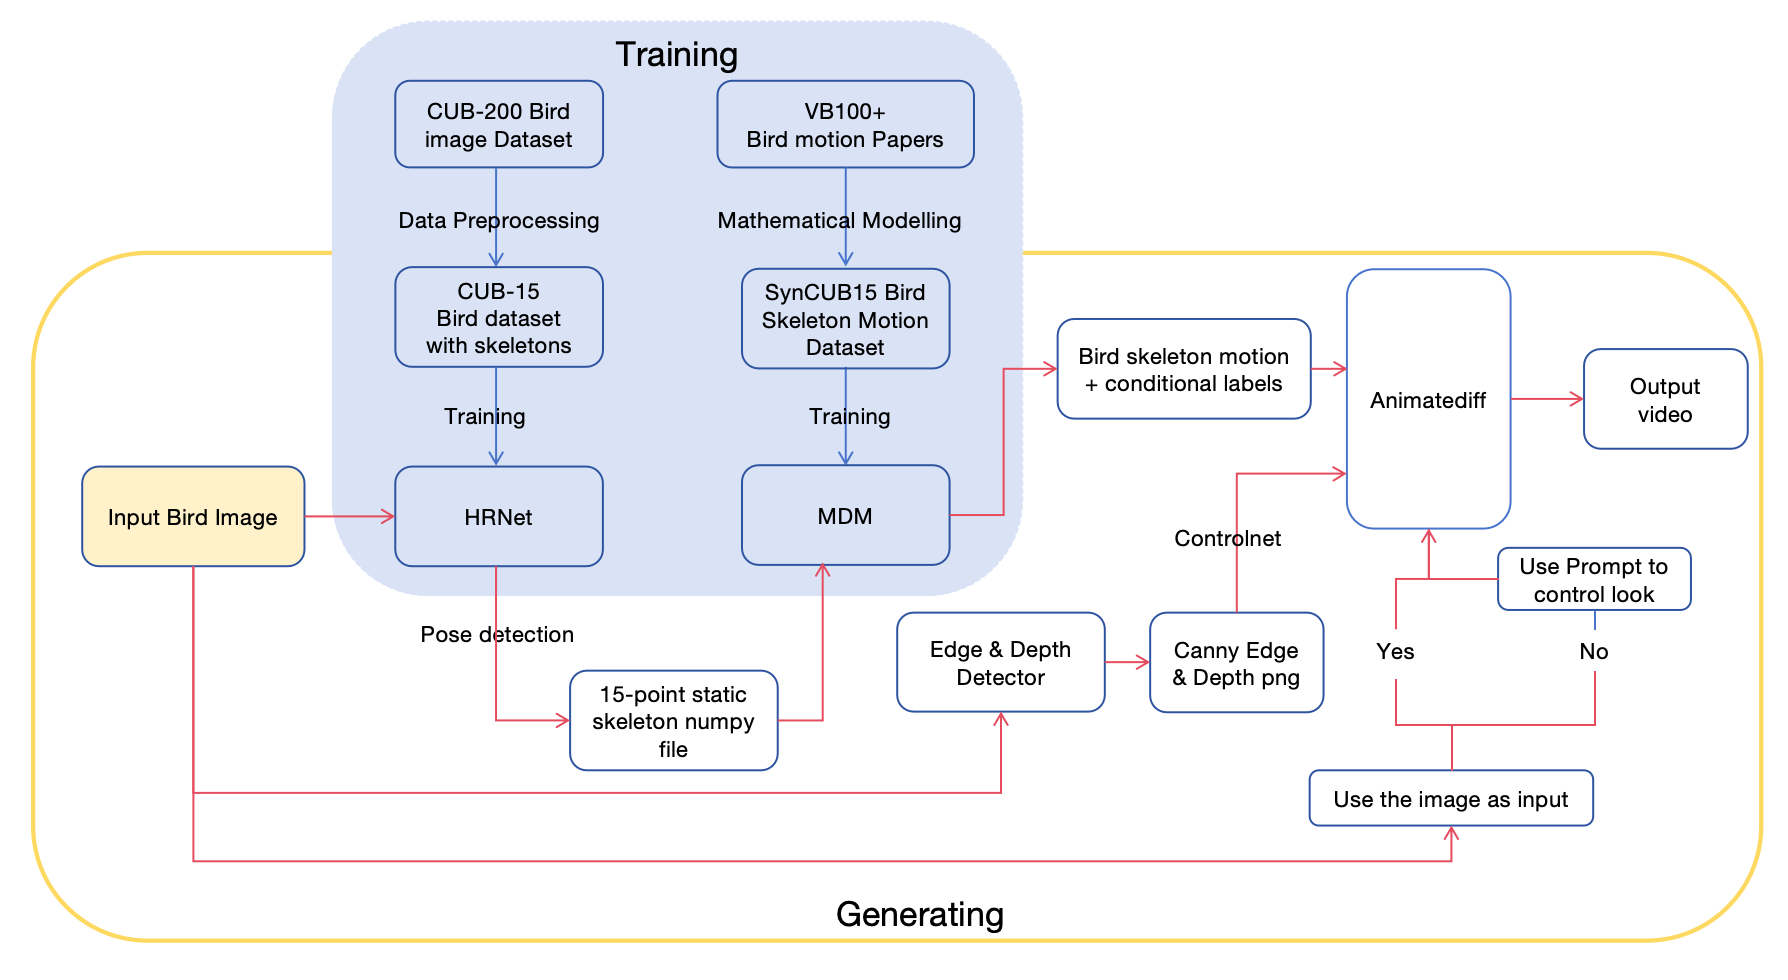 Training
CUB-200 Bird
image Dataset
VB100+
Bird motion Papers
Data Preprocessing
Mathematical Modelling
CUB-15
Bird dataset
with skeletons
SynCUB15 Bird
Skeleton Motion
Dataset
Training
Training
Input Bird Image
HRNet
MDM
Bird skeleton motion
+ conditional labels
Animatediff
Output
video
Pose detection
15-point static
skeleton numpy
file
Edge & Depth
Detector
Canny Edge
& Depth png
Controlnet
Use Prompt to
control look
Yes
No
Use the image as input
Generating